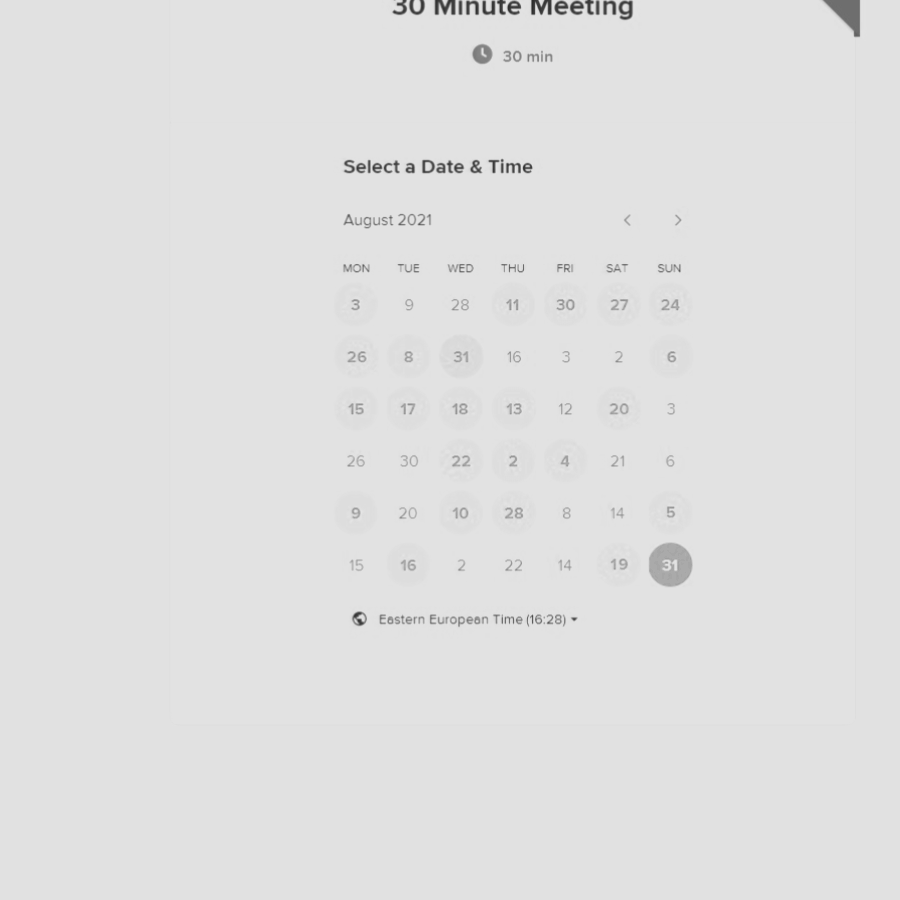 30 Minute Meeting
30 min
Select a Date & Time
August 2021
MON TUE WED THU FRI SAT SUN
3 9 28 11 30 27 24
26 8 31 16 3 2 6
15 17 18 13 12 20 3
26 30 22 2 4 21 6
9 20 10 28 8 14 5
15 16 2 22 14 19 31
Eastern European Time (16:28)